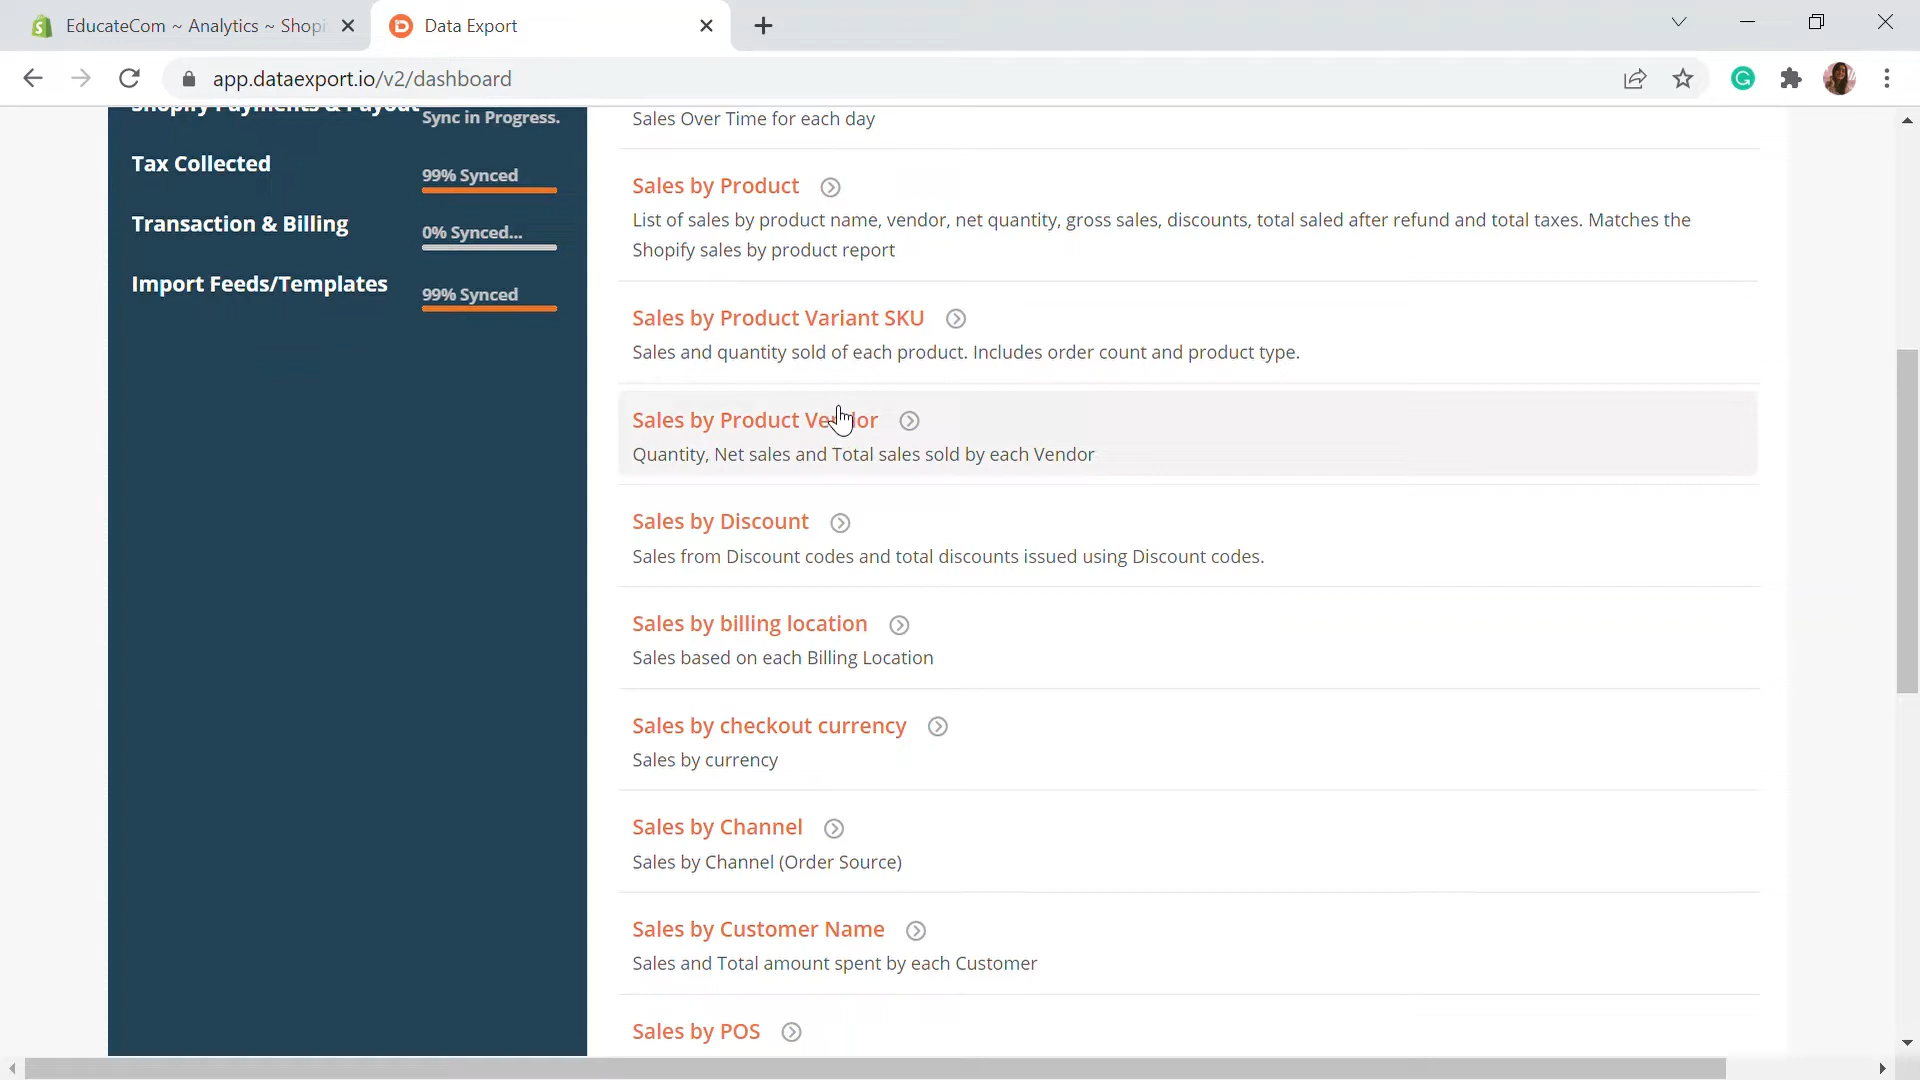 EducateCom ~ Analytics ~ Shopi
Data Export
app.dataexport.io/v2/dashboard
Shopify Payments & Payout
Sync in Progress.
Tax Collected
99% Synced
Transaction & Billing
0% Synced...
Import Feeds/Templates
99% Synced
Sales Over Time for each day
Sales by Product
List of sales by product name, vendor, net quantity, gross sales, discounts, total saled after refund and total taxes. Matches the
Shopify sales by product report
Sales by Product Variant SKU
Sales and quantity sold of each product. Includes order count and product type.
Sales by Product Vendor
Quantity, Net sales and Total sales sold by each Vendor
Sales by Discount
Sales from Discount codes and total discounts issued using Discount codes.
Sales by billing location
Sales based on each Billing Location
Sales by checkout currency
Sales by currency
Sales by Channel
Sales by Channel (Order Source)
Sales by Customer Name
Sales and Total amount spent by each Customer
Sales by POS